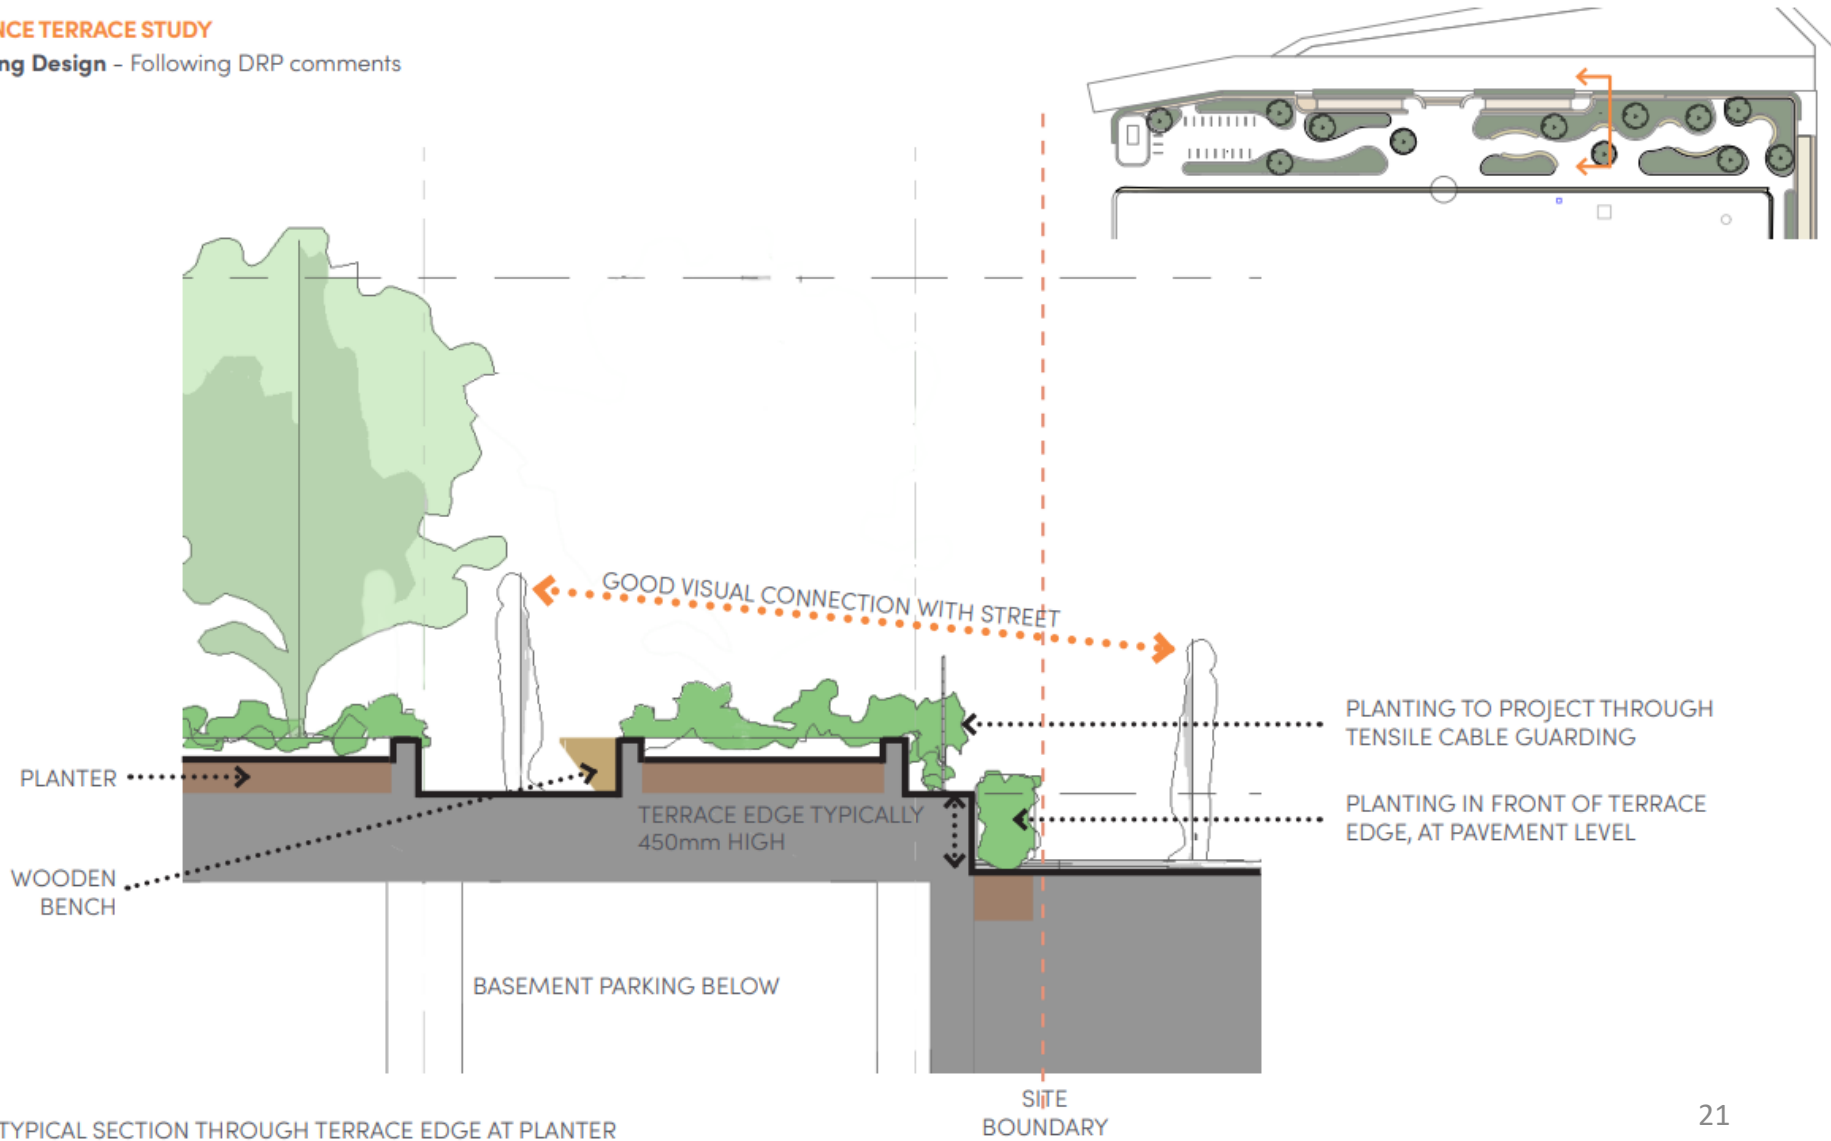 NCE TERRACE STUDY
ng Design - Following DRP comments
GOOD VISUAL CONNECTION WITH STREET
PLANTING TO PROJECT THROUGH
TENSILE CABLE GUARDING
PLANTER
TERRACE EDGE TYPICALLY
450mm HIGH
PLANTING IN FRONT OF TERRACE
EDGE, AT PAVEMENT LEVEL
WOODEN
BENCH
BASEMENT PARKING BELOW
SITE
BOUNDARY
TYPICAL SECTION THROUGH TERRACE EDGE AT PLANTER
21